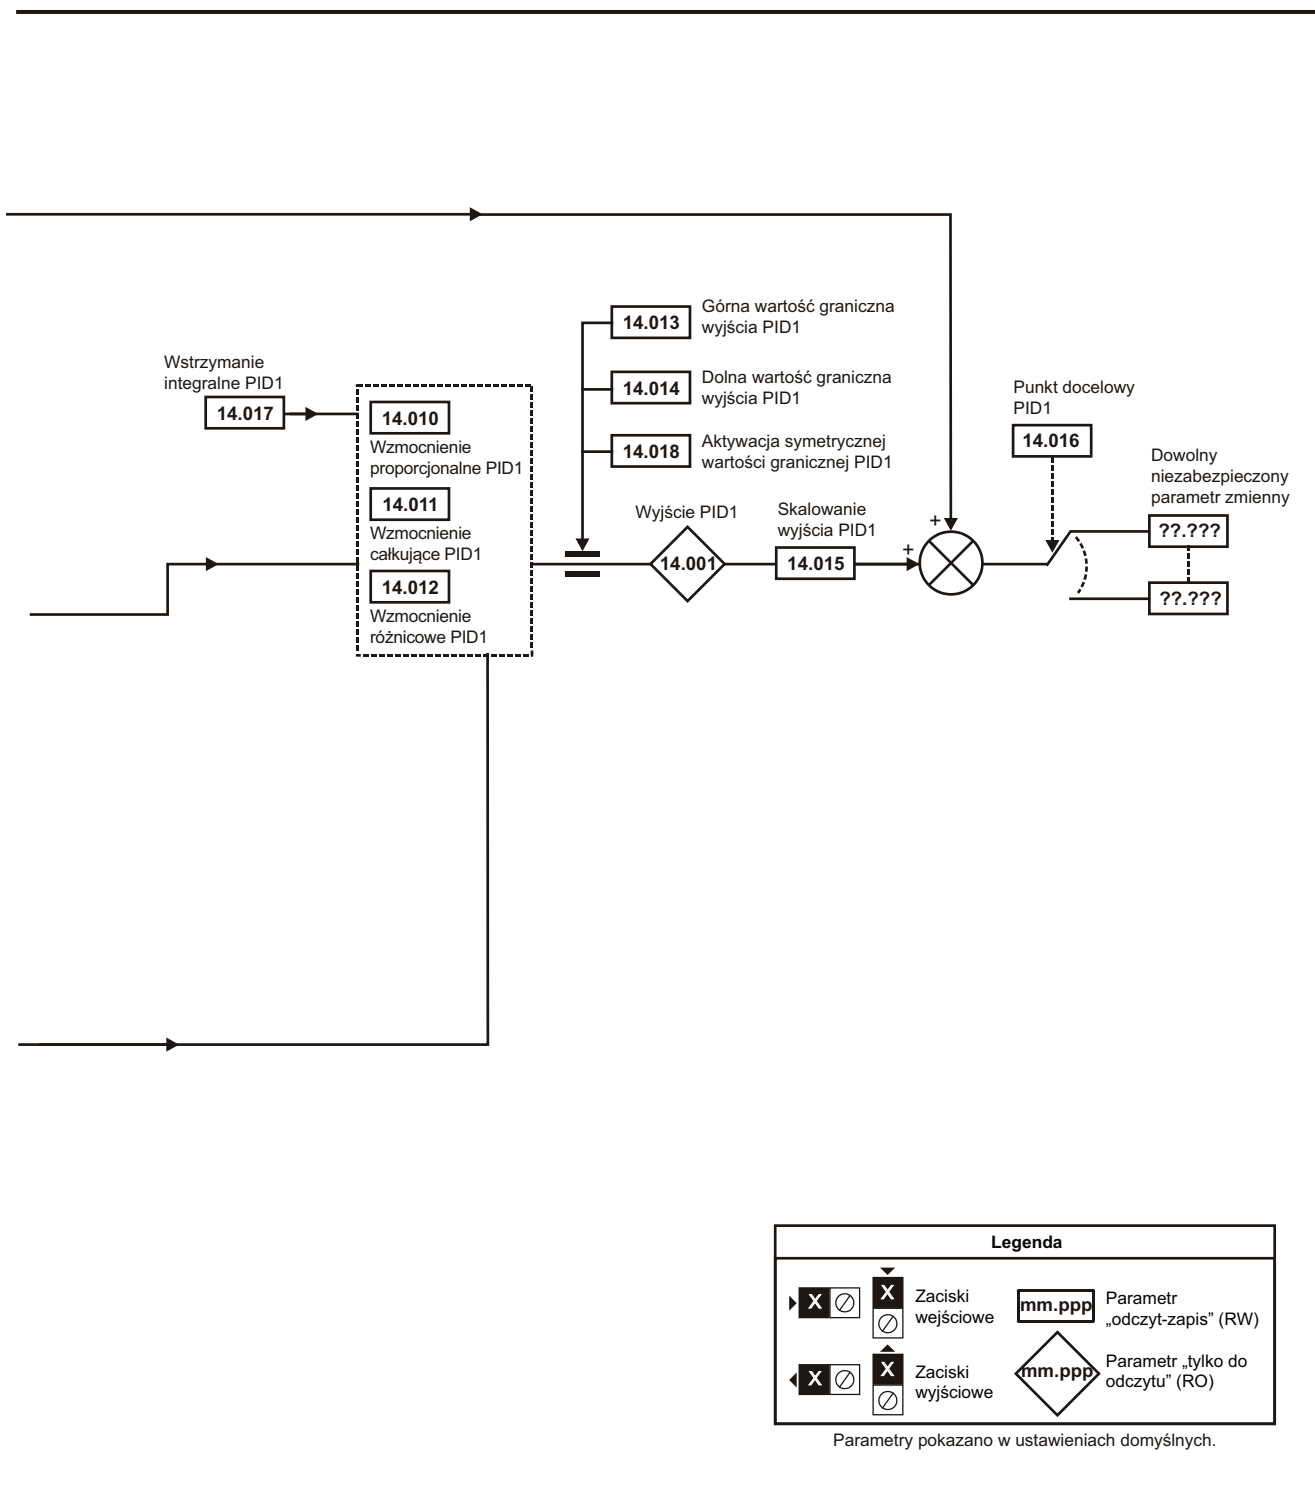 Górna wartość graniczna
wyjścia PID1
14.013
Dolna wartość graniczna
wyjścia PID1
14.014
Aktywacja symetrycznej
wartości granicznej PID1
14.018
Wstrzymanie
integralne PID1
14.017
14.010
Wzmocnienie
proporcjonalne PID1
14.011
Wzmocnienie
całkujące PID1
14.012
Wzmocnienie
różnicowe PID1
Wyjście PID1
14.001
Skalowanie
wyjścia PID1
14.015
+
+
Punkt docelowy
PID1
14.016
Dowolny
niezabezpieczony
parametr zmienny
??.???
??.???
Legenda
X
X
Zaciski
wejściowe
mm.ppp
Parametr
„odczyt-zapis” (RW)
X
X
Zaciski
wyjściowe
mm.ppp
Parametr „tylko do
odczytu” (RO)
Parametry pokazano w ustawieniach domyślnych.